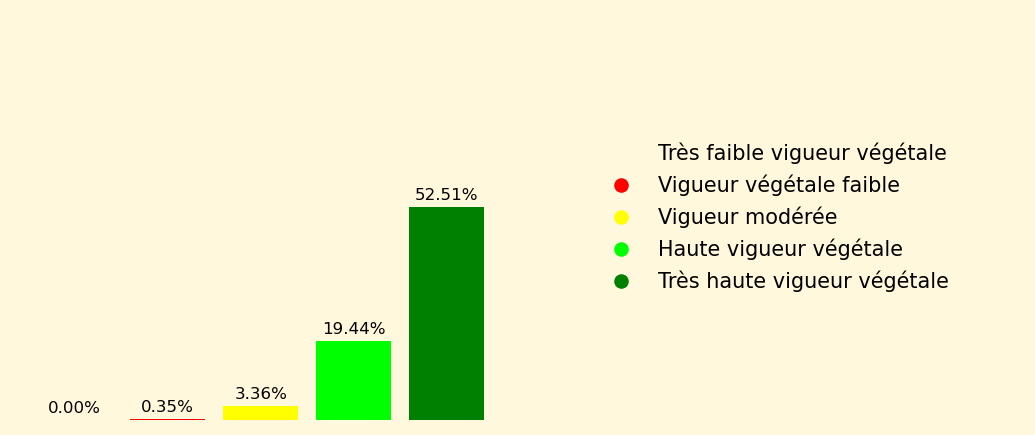 0.00%
0.35%
3.36%
19.44%
52.51%
Très faible vigueur végétale
Vigueur végétale faible
Vigueur modérée
Haute vigueur végétale
Très haute vigueur végétale